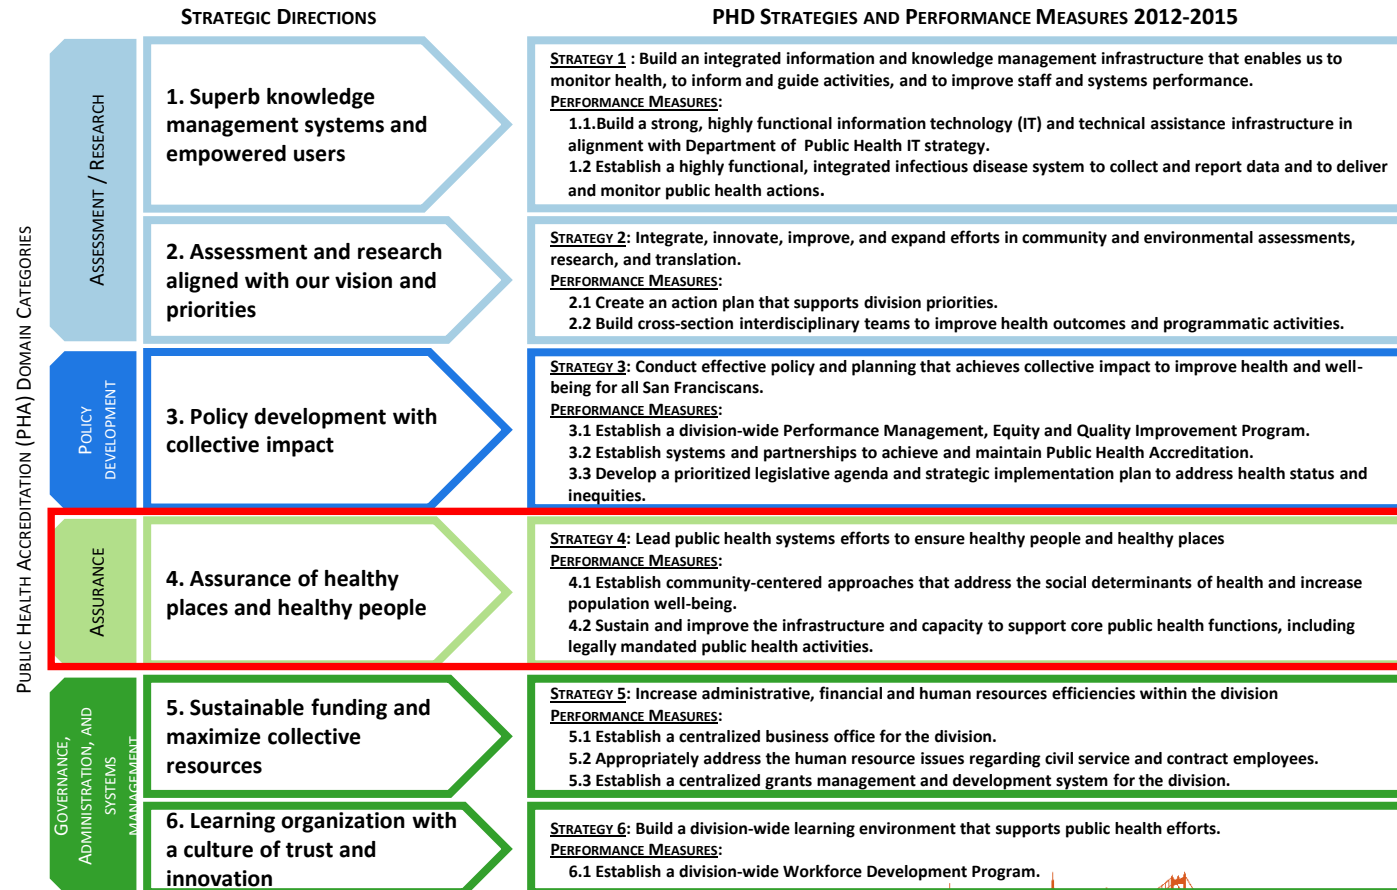 STRATEGIC DIRECTIONS
PHD STRATEGIES AND PERFORMANCE MEASURES 2012-2015
PUBLIC HEALTH ACCREDITATION (PHA) DOMAIN CATEGORIES
ASSESSMENT / RESEARCH
1. Superb knowledge
management systems and
empowered users
STRATEGY 1 : Build an integrated information and knowledge management infrastructure that enables us to
monitor health, to inform and guide activities, and to improve staff and systems performance.
PERFORMANCE MEASURES:
1.1.Build a strong, highly functional information technology (IT) and technical assistance infrastructure in
alignment with Department of Public Health IT strategy.
1.2 Establish a highly functional, integrated infectious disease system to collect and report data and to deliver
and monitor public health actions.
2. Assessment and research
aligned with our vision and
priorities
STRATEGY 2: Integrate, innovate, improve, and expand efforts in community and environmental assessments,
research, and translation.
PERFORMANCE MEASURES:
2.1 Create an action plan that supports division priorities.
2.2 Build cross-section interdisciplinary teams to improve health outcomes and programmatic activities.
POLICY
DEVELOPMENT
3. Policy development with
collective impact
STRATEGY 3: Conduct effective policy and planning that achieves collective impact to improve health and well-
being for all San Franciscans.
PERFORMANCE MEASURES:
3.1 Establish a division-wide Performance Management, Equity and Quality Improvement Program.
3.2 Establish systems and partnerships to achieve and maintain Public Health Accreditation.
3.3 Develop a prioritized legislative agenda and strategic implementation plan to address health status and
inequities.
ASSURANCE
4. Assurance of healthy
places and healthy people
STRATEGY 4: Lead public health systems efforts to ensure healthy people and healthy places
PERFORMANCE MEASURES:
4.1 Establish community-centered approaches that address the social determinants of health and increase
population well-being.
4.2 Sustain and improve the infrastructure and capacity to support core public health functions, including
legally mandated public health activities.
GOVERNANCE,
ADMINISTRATION, AND
SYSTEMS
MANAGEMENT
5. Sustainable funding and
maximize collective
resources
STRATEGY 5: Increase administrative, financial and human resources efficiencies within the division
PERFORMANCE MEASURES:
5.1 Establish a centralized business office for the division.
5.2 Appropriately address the human resource issues regarding civil service and contract employees.
5.3 Establish a centralized grants management and development system for the division.
6. Learning organization with
a culture of trust and
innovation
STRATEGY 6: Build a division-wide learning environment that supports public health efforts.
PERFORMANCE MEASURES:
6.1 Establish a division-wide Workforce Development Program.